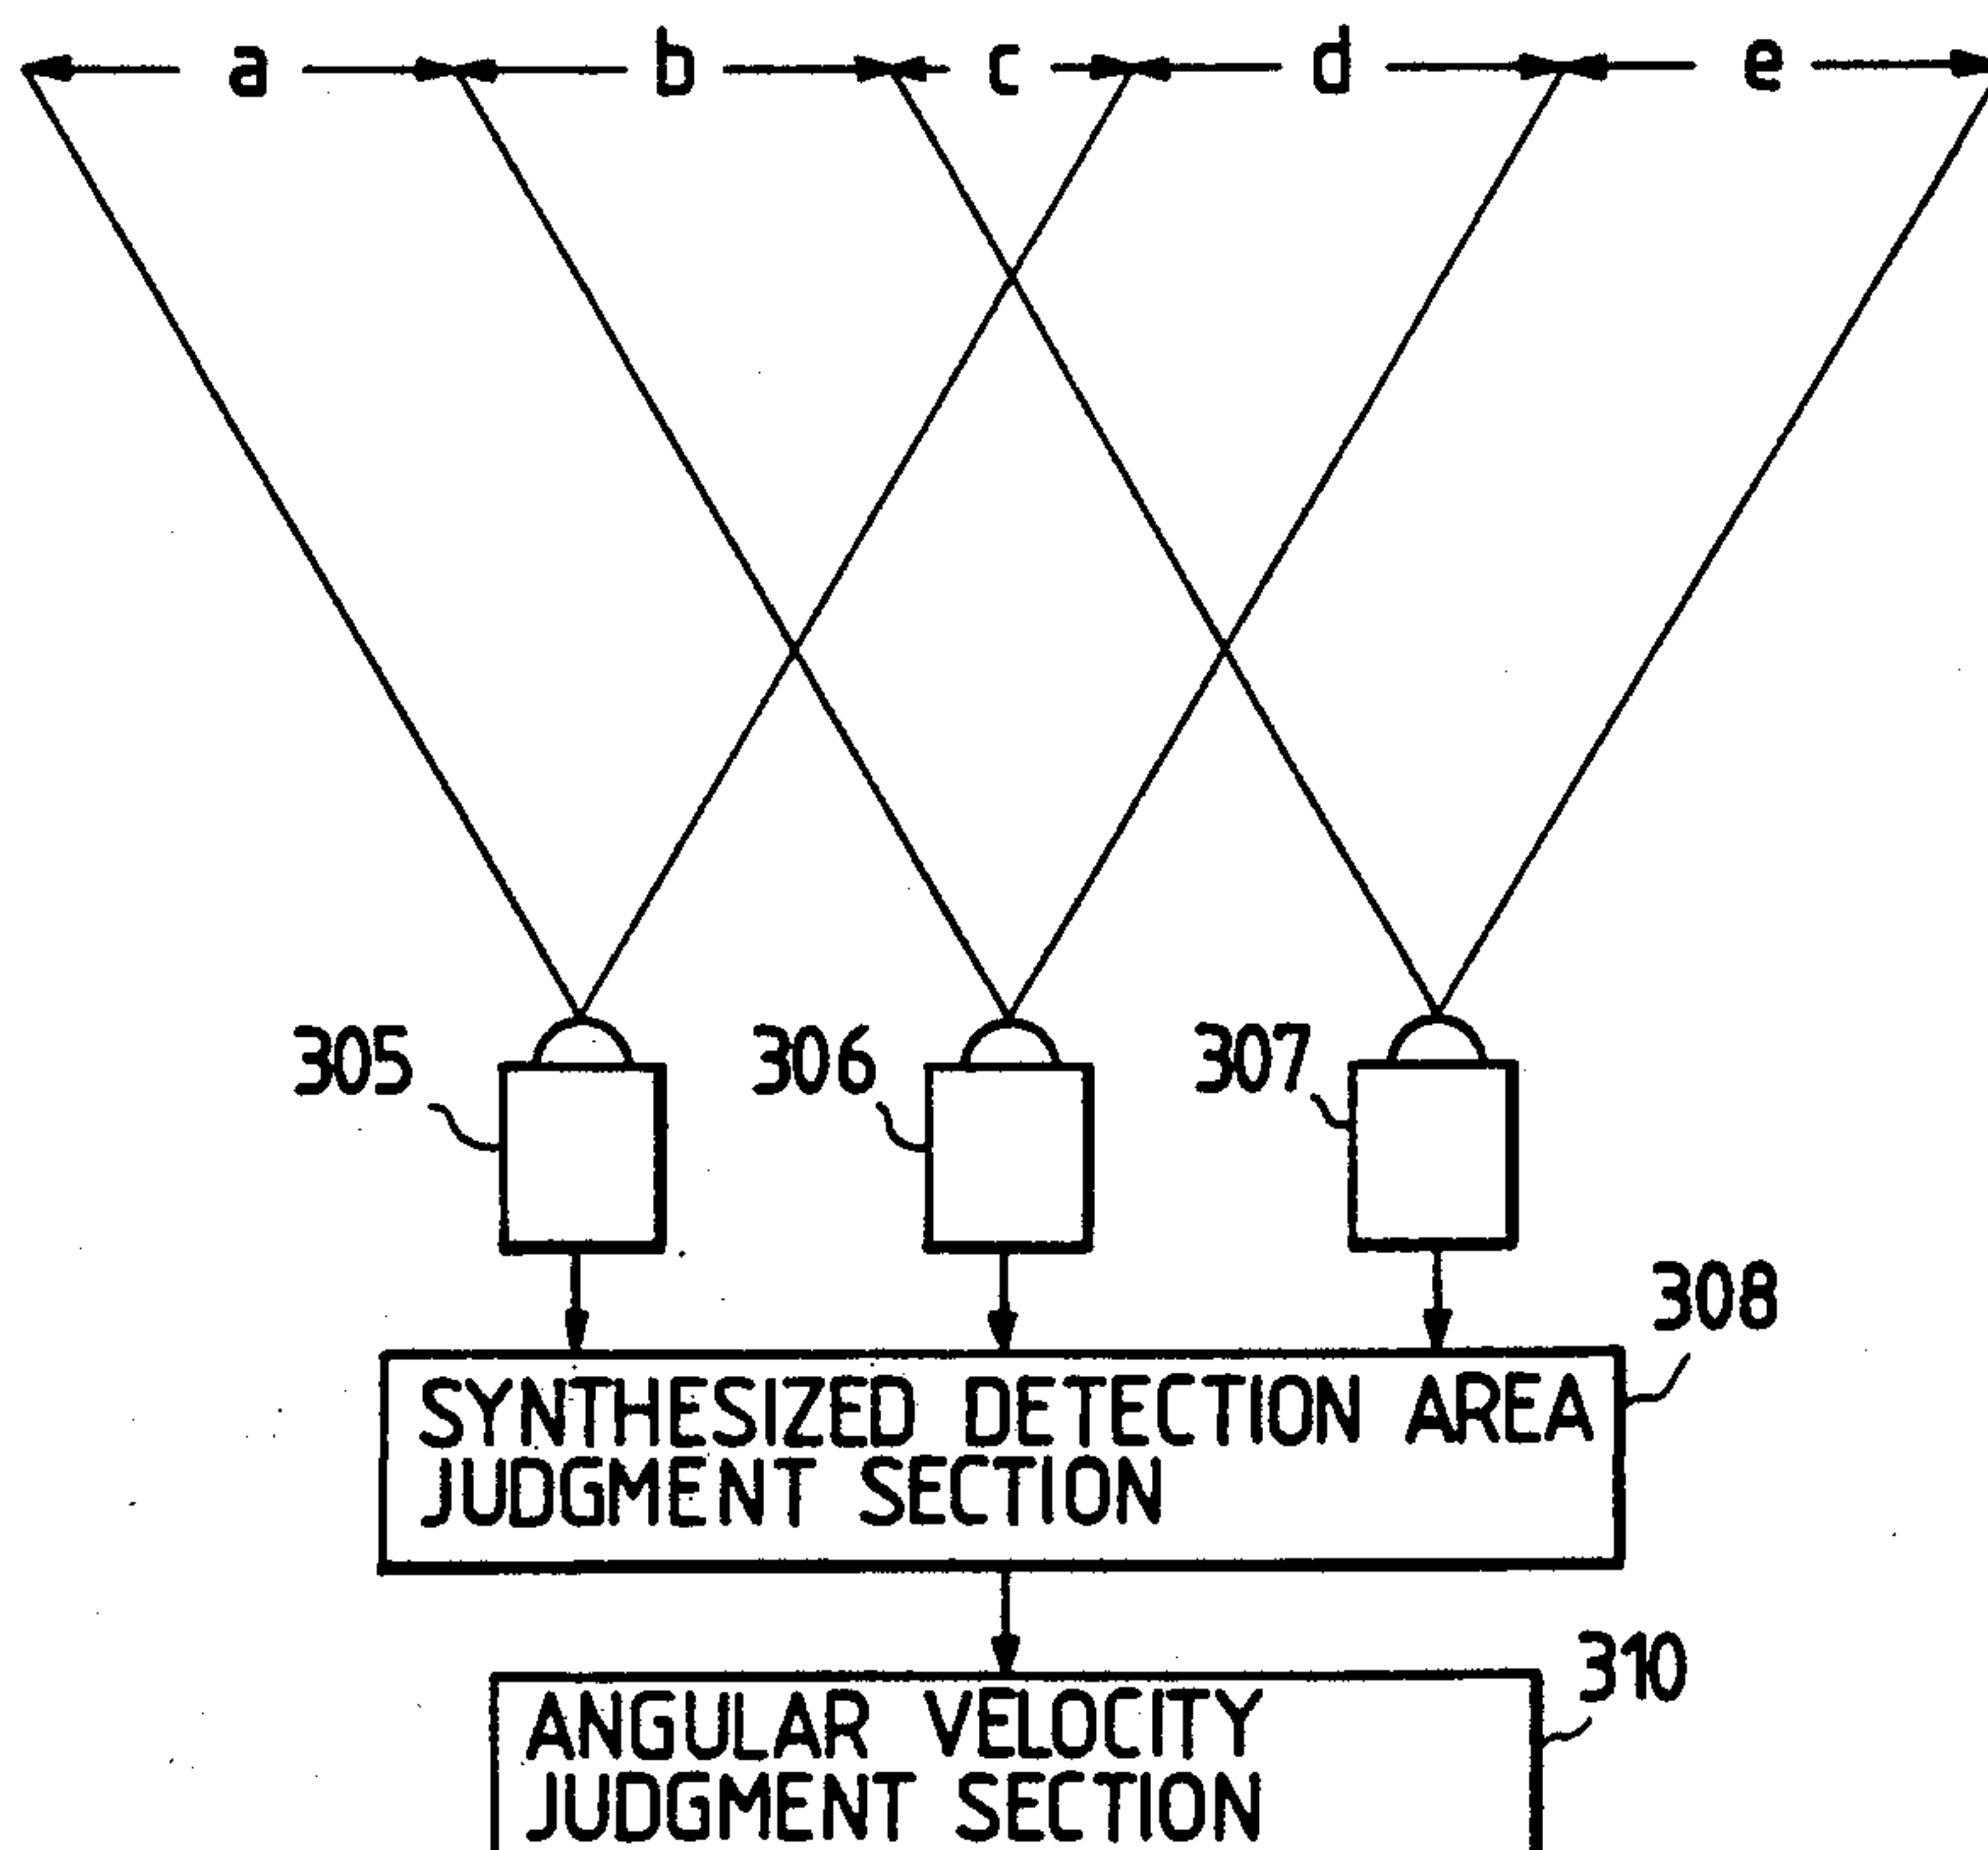 a b c d e
305 306 307
308
SYNTHESIZED DETECTION AREA
JUDGMENT SECTION
310
ANGULAR VELOCITY
JUDGMENT SECTION